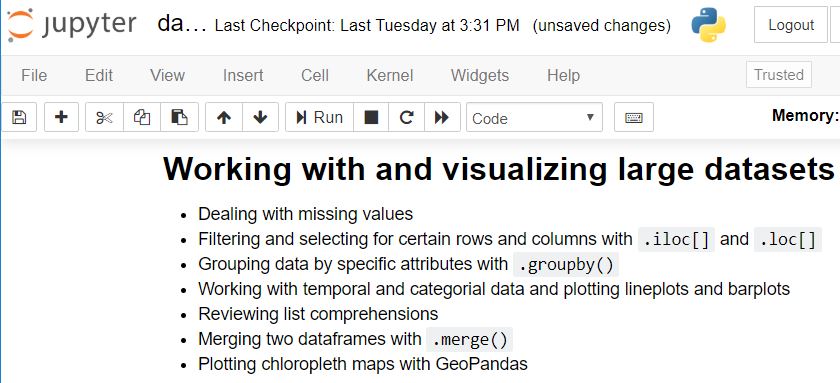 jupyter da... Last Checkpoint: Last Tuesday at 3:31 PM (unsaved changes) Logout
File Edit View Insert Cell Kernel Widgets Help Trusted
Run Code Memory:
Working with and visualizing large datasets
• Dealing with missing values
• Filtering and selecting for certain rows and columns with .iloc[] and .loc[]
• Grouping data by specific attributes with .groupby()
• Working with temporal and categorial data and plotting lineplots and barplots
• Reviewing list comprehensions
• Merging two dataframes with .merge()
• Plotting chloropleth maps with GeoPandas